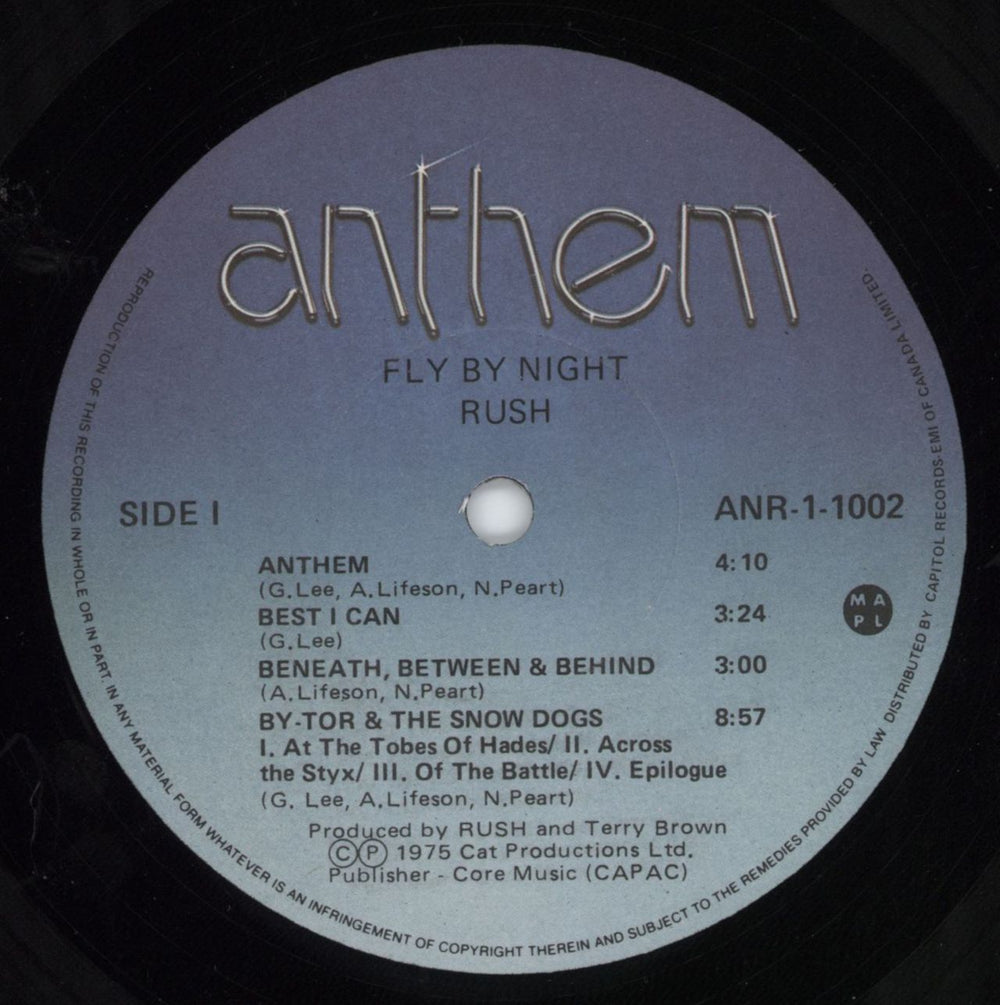 anthem
FLY BY NIGHT
RUSH
SIDE I
ANR-1-1002
ANTHEM 4:10
(G.Lee, A.Lifeson, N.Peart)
BEST I CAN 3:24
(G.Lee)
BENEATH, BETWEEN & BEHIND 3:00
(A.Lifeson, N.Peart)
BY-TOR & THE SNOW DOGS 8:57
I. At The Tobes Of Hades/ II. Across
the Styx/ III. Of The Battle/ IV. Epilogue
(G. Lee, A.Lifeson, N.Peart)
M A
P L
Produced by RUSH and Terry Brown
©℗ 1975 Cat Productions Ltd.
Publisher - Core Music (CAPAC)
REPRODUCTION OF THIS RECORDING IN WHOLE OR IN PART. IN ANY MATERIAL FORM WHATEVER IS AN INFRINGEMENT OF COPYRIGHT THEREIN AND SUBJECT TO THE REMEDIES PROVIDED BY LAW DISTRIBUTED BY CAPITOL RECORDS-EMI OF CANADA LIMITED.